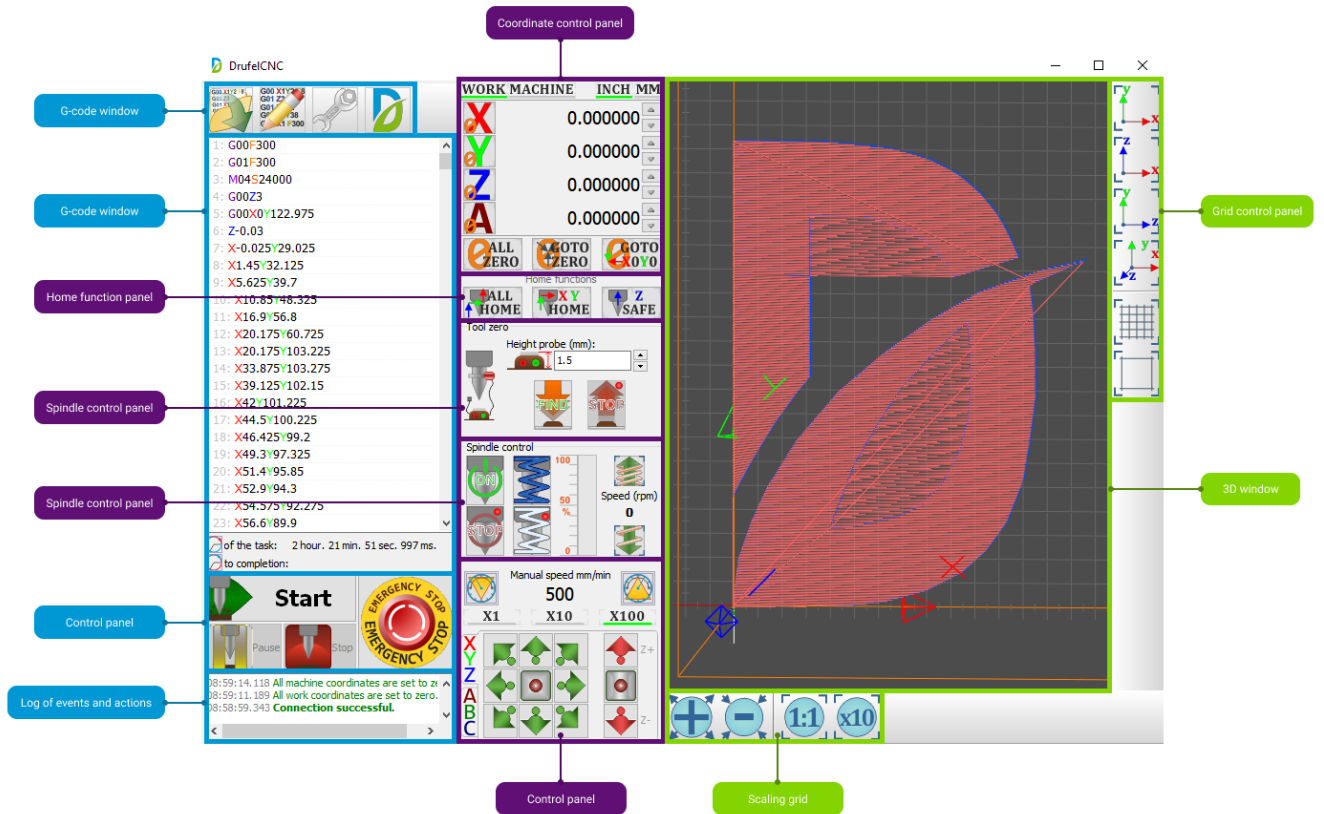 Coordinate control panel
DrufelCNC
G-code window
G-code window
Home function panel
Spindle control panel
Spindle control panel
Control panel
Log of events and actions
1: G00F300
2: G01F300
3: M04S24000
4: G00Z3
5: G00X0Y122.975
6: Z-0.03
7: X-0.025Y29.025
8: X1.45Y32.125
9: X5.625Y39.7
10: X10.85Y48.325
11: X16.9Y56.8
12: X20.175Y60.725
13: X20.175Y103.225
14: X33.875Y103.275
15: X39.125Y102.15
16: X42Y101.225
17: X44.5Y100.225
18: X46.425Y99.2
19: X49.3Y97.325
20: X51.4Y95.85
21: X52.9Y94.3
22: X54.575Y92.275
23: X56.6Y89.9
of the task: 2 hour. 21 min. 51 sec. 997 ms.
to completion:
Start
Pause
Stop
EMERGENCY STOP
EMERGENCY STOP
08:59:14.118 All machine coordinates are set to
08:59:11.189 All work coordinates are set to zero.
08:58:59.343 Connection successful.
WORK MACHINE INCH MM
X 0.000000
Y 0.000000
Z 0.000000
A 0.000000
ALL ZERO
GOTO ZERO
GOTO X0Y0
Home functions
ALL HOME
X Y HOME
Z SAFE
Tool zero
Height probe (mm):
1.5
FIND
STOP
Spindle control
ON
STOP
100
50
%
0
Speed (rpm)
0
Manual speed mm/min
500
X1 X10 X100
X
Y
Z
A
B
C
Z+
Z-
Control panel
Y
X
1:1
x10
Scaling grid
y
x
z
x
y
z
y
x
z
Grid control panel
3D window